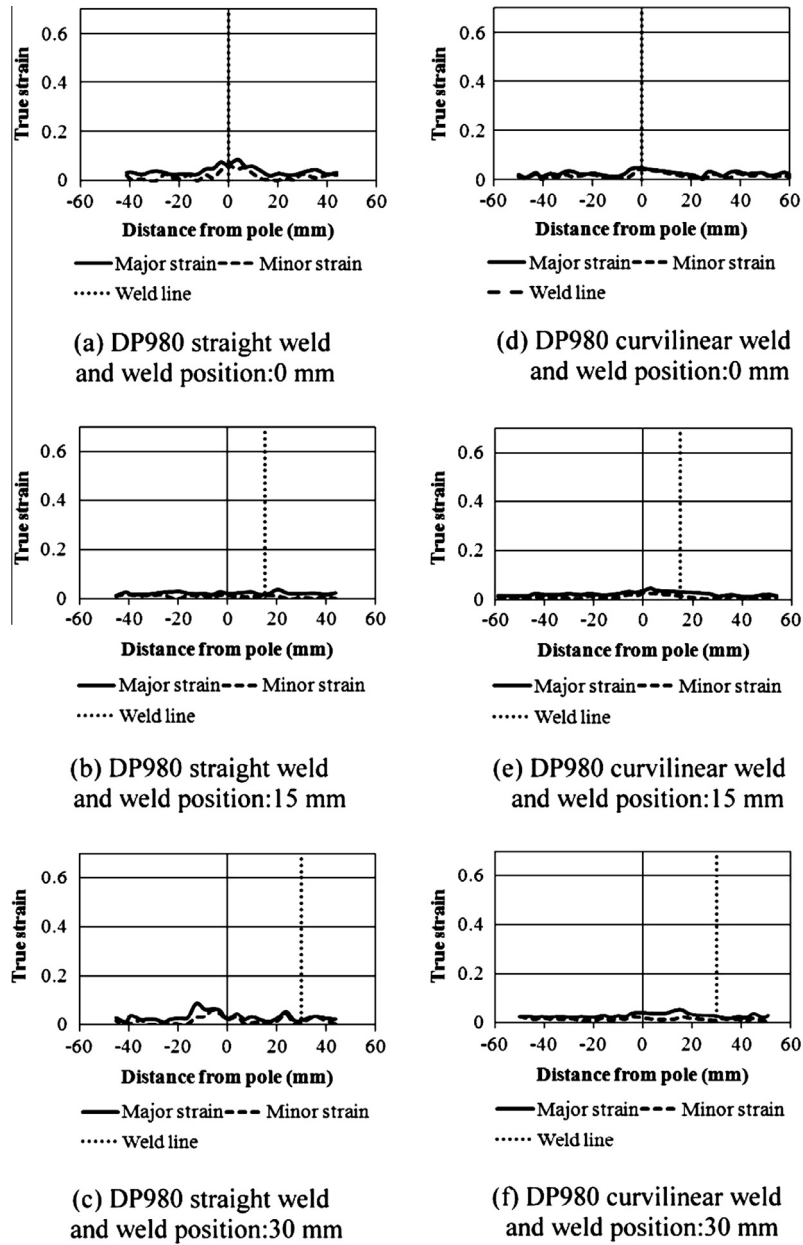 True strain
0.6
0.4
0.2
0
-60 -40 -20 0 20 40 60
Distance from pole (mm)
Major strain Minor strain
Weld line
(a) DP980 straight weld
and weld position:0 mm
True strain
0.6
0.4
0.2
0
-60 -40 -20 0 20 40 60
Distance from pole (mm)
Major strain Minor strain
Weld line
(d) DP980 curvilinear weld
and weld position:0 mm
True strain
0.6
0.4
0.2
0
-60 -40 -20 0 20 40 60
Distance from pole (mm)
Major strain Minor strain
Weld line
(b) DP980 straight weld
and weld position:15 mm
True strain
0.6
0.4
0.2
0
-60 -40 -20 0 20 40 60
Distance from pole (mm)
Major strain Minor strain
Weld line
(e) DP980 curvilinear weld
and weld position:15 mm
True strain
0.6
0.4
0.2
0
-60 -40 -20 0 20 40 60
Distance from pole (mm)
Major strain Minor strain
Weld line
(c) DP980 straight weld
and weld position:30 mm
True strain
0.6
0.4
0.2
0
-60 -40 -20 0 20 40 60
Distance from pole (mm)
Major strain Minor strain
Weld line
(f) DP980 curvilinear weld
and weld position:30 mm